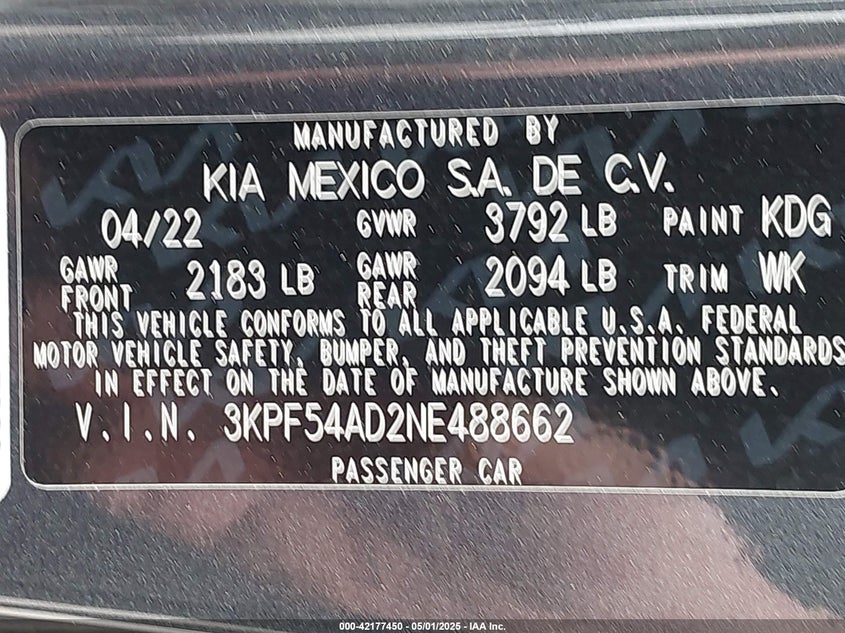 MANUFACTURED BY
KIA MEXICO S.A. DE C.V.
04/22 GVWR 3792 LB PAINT KDG
GAWR FRONT 2183 LB GAWR REAR 2094 LB TRIM WK
THIS VEHICLE CONFORMS TO ALL APPLICABLE U.S.A. FEDERAL
MOTOR VEHICLE SAFETY, BUMPER, AND THEFT PREVENTION STANDARDS
IN EFFECT ON THE DATE OF MANUFACTURE SHOWN ABOVE.
V.I.N. 3KPF54AD2NE488662
PASSENGER CAR
000-42177450 - 05/01/2025 - IAA Inc.